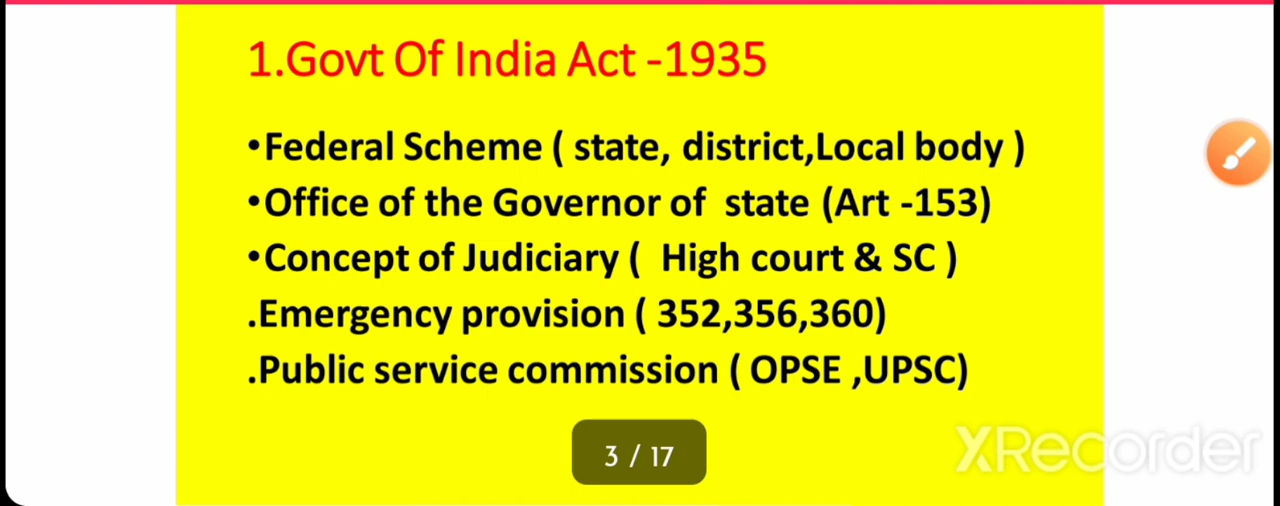 1.Govt Of India Act -1935
•Federal Scheme ( state, district,Local body )
•Office of the Governor of state (Art -153)
•Concept of Judiciary ( High court & SC )
.Emergency provision ( 352,356,360)
.Public service commission ( OPSE ,UPSC)
3 / 17
XRecorder